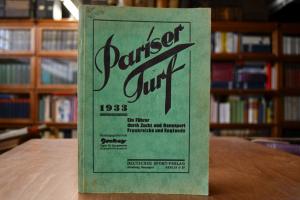 Pariser
Turf
1933
Ein Führer
durch Zucht und Rennsport
Frankreichs und Englands
DEUTSCHER SPORT-VERLAG